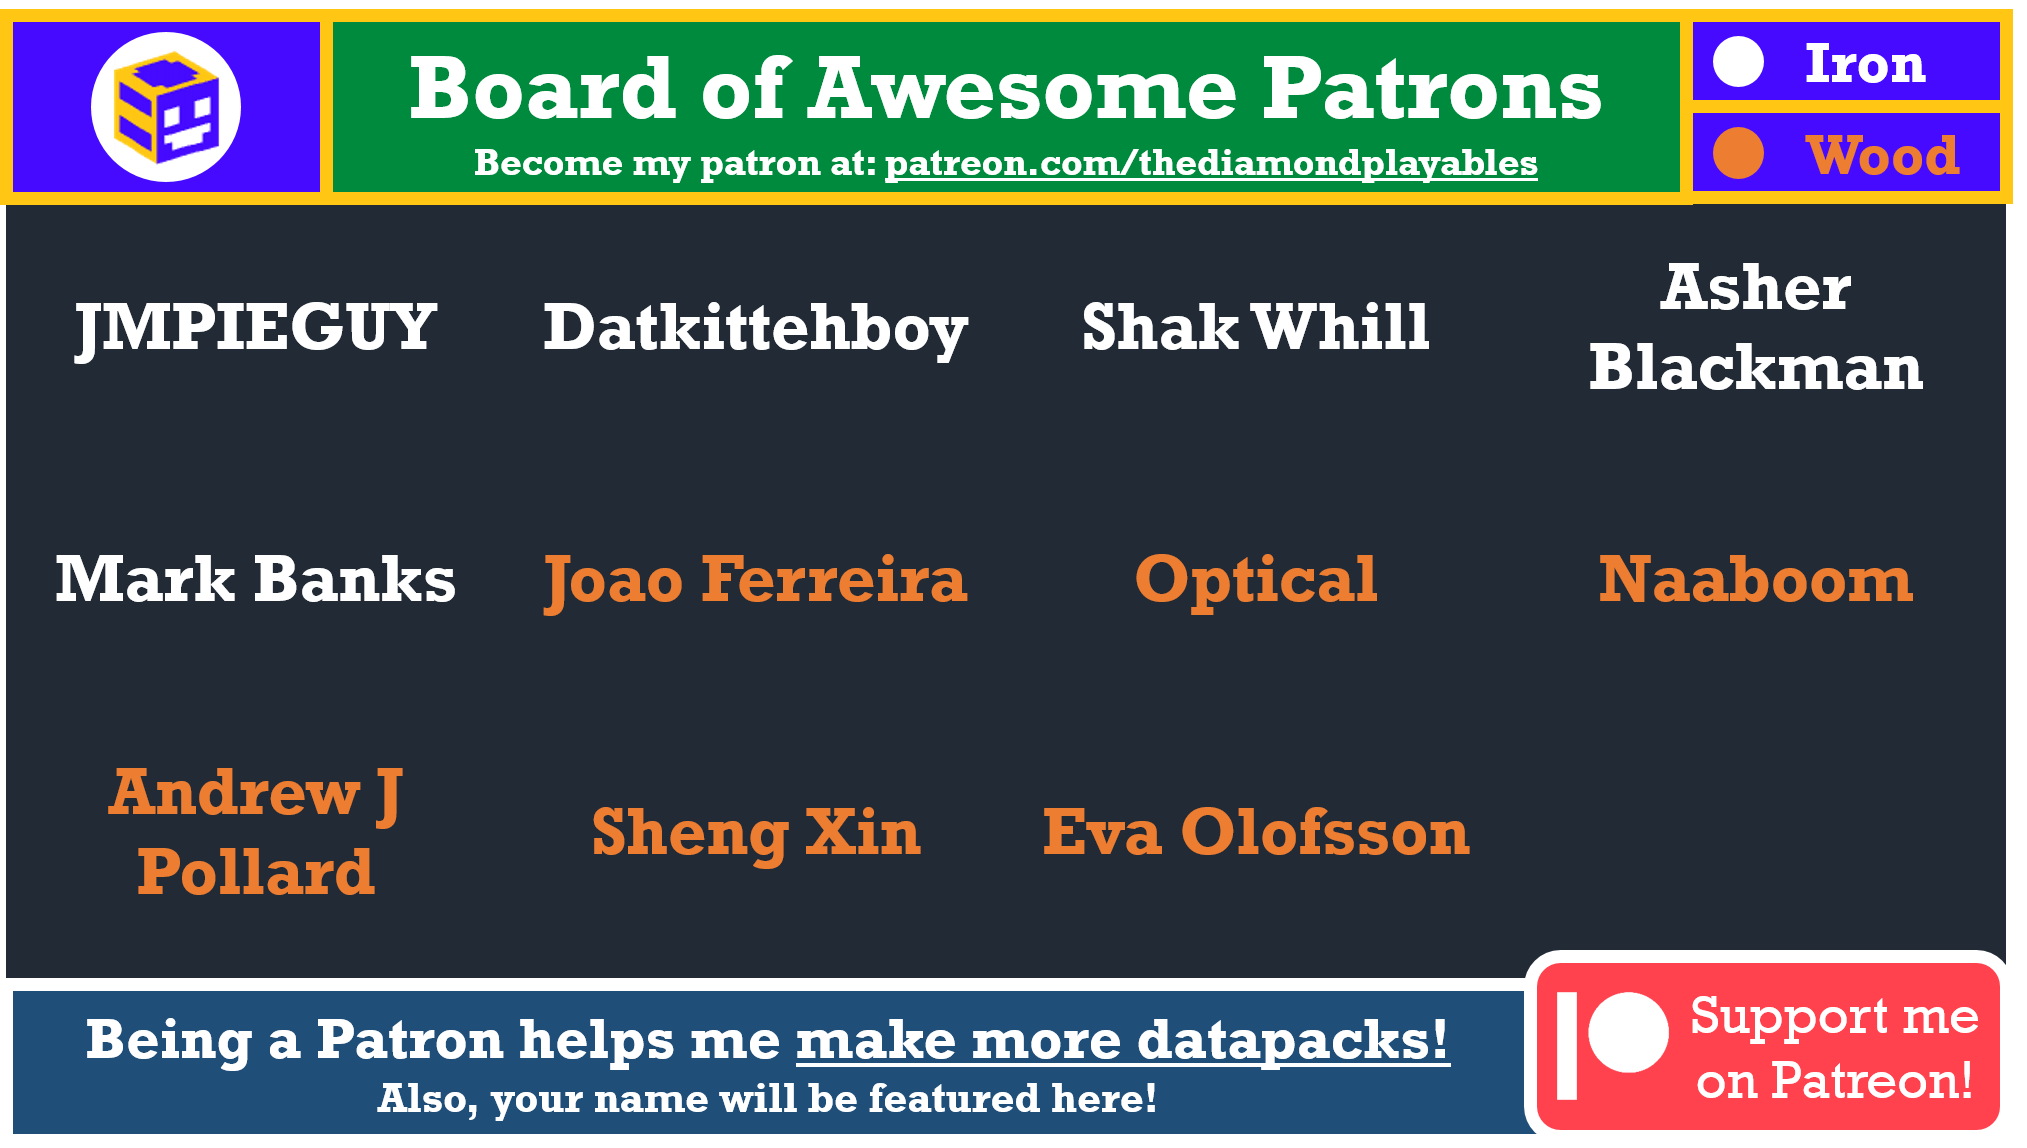 Board of Awesome Patrons
Become my patron at: patreon.com/thediamondplayables
Iron
Wood
JMPIEGUY
Datkittehboy
Shak Whill
Asher
Blackman
Mark Banks
Joao Ferreira
Optical
Naaboom
Andrew J
Pollard
Sheng Xin
Eva Olofsson
Being a Patron helps me make more datapacks!
Also, your name will be featured here!
Support me
on Patreon!